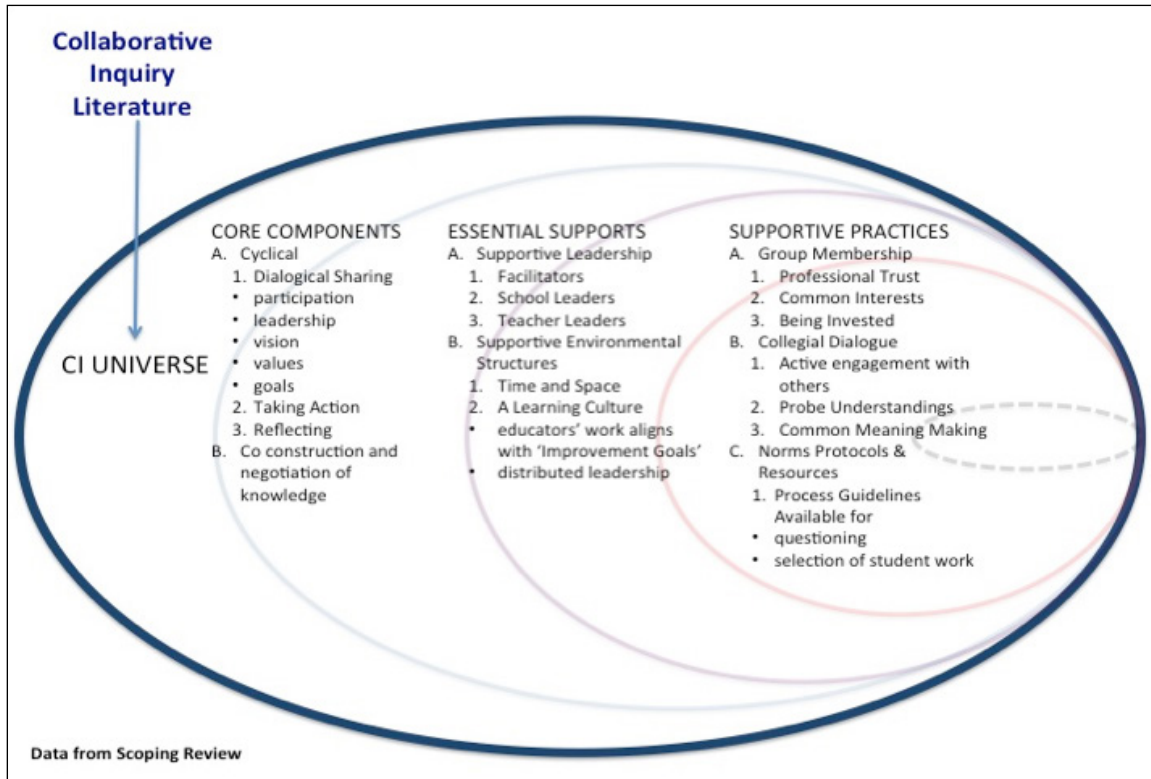 Collaborative
Inquiry
Literature
CI UNIVERSE
CORE COMPONENTS
A. Cyclical
1. Dialogical Sharing
• participation
• leadership
• vision
• values
• goals
2. Taking Action
3. Reflecting
B. Co construction and
negotiation of
knowledge
ESSENTIAL SUPPORTS
A. Supportive Leadership
1. Facilitators
2. School Leaders
3. Teacher Leaders
B. Supportive Environmental
Structures
1. Time and Space
2. A Learning Culture
• educators' work aligns
with 'Improvement Goals'
• distributed leadership
SUPPORTIVE PRACTICES
A. Group Membership
1. Professional Trust
2. Common Interests
3. Being Invested
B. Collegial Dialogue
1. Active engagement with
others
2. Probe Understandings
3. Common Meaning Making
C. Norms Protocols &
Resources
1. Process Guidelines
Available for
• questioning
• selection of student work
Data from Scoping Review